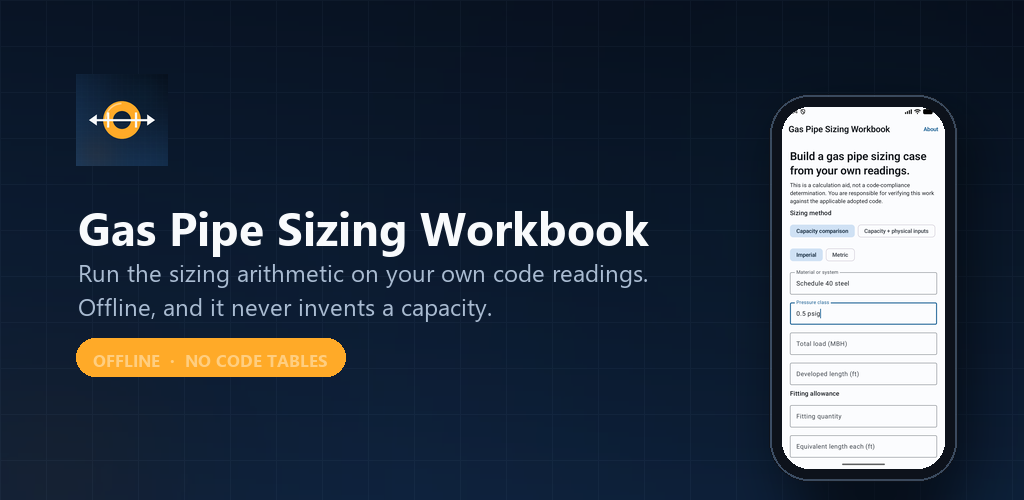 Gas Pipe Sizing Workbook
Run the sizing arithmetic on your own code readings.
Offline, and it never invents a capacity.
OFFLINE · NO CODE TABLES
Gas Pipe Sizing Workbook
About
Build a gas pipe sizing case
from your own readings.
This is a calculation aid, not a code-compliance
determination. You are responsible for verifying this work
against the applicable adopted code.
Sizing method
Capacity comparison
Capacity + physical inputs
Imperial
Metric
Material or system
Schedule 40 steel
Pressure class
0.5 psig
Total load (MBH)
Developed length (ft)
Fitting allowance
Fitting quantity
Equivalent length each (ft)